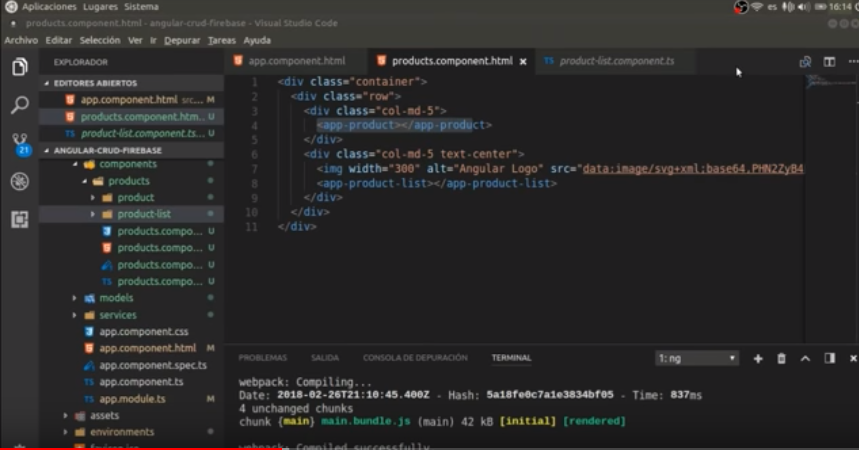 Aplicaciones Lugares Sistema
es
16:14
products.component.html - angular-crud-firebase - Visual Studio Code
Archivo Editar Selección Ver Ir Depurar Tareas Ayuda
EXPLORADOR
EDITORES ABIERTOS
app.component.html src... M
products.component.htm... U
TS product-list.component.ts... U
21
ANGULAR-CRUD-FIREBASE
components
products
product
product-list
products.compo... U
products.compo... U
products.compo... U
TS products.compo... U
models
services
app.component.css
app.component.html M
app.component.spec.ts
TS app.component.ts
TS app.module.ts M
assets
environments
app.component.html
products.component.html ×
TS product-list.component.ts
1 <div class="container">
2 <div class="row">
3 <div class="col-md-5">
4 <app-product></app-product>
5 </div>
6 <div class="col-md-5 text-center">
7 <img width="300" alt="Angular Logo" src="data:image/svg+xml;base64,PHN2ZyB4
8 <app-product-list></app-product-list>
9 </div>
10 </div>
11 </div>
PROBLEMAS SALIDA CONSOLA DE DEPURACIÓN TERMINAL
1: ng
webpack: Compiling...
Date: 2018-02-26T21:10:45.400Z - Hash: 5a18fe0c7a1e3834bf05 - Time: 837ms
4 unchanged chunks
chunk {main} main.bundle.js (main) 42 kB [initial] [rendered]
webpack: Compiled successfully